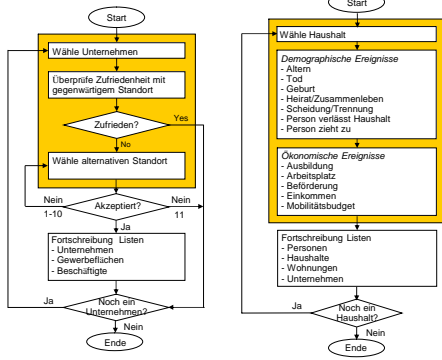 Start
Wähle Unternehmen
Überprüfe Zufriedenheit mit
gegenwärtigem Standort
Zufrieden?
Yes
No
Wähle alternativen Standort
Nein
1-10
Akzeptiert?
Nein
11
Ja
Fortschreibung Listen
- Unternehmen
- Gewerbeflächen
- Beschäftigte
Ja
Noch ein
Unternehmen?
Nein
Ende
Start
Wähle Haushalt
Demographische Ereignisse
- Altern
- Tod
- Geburt
- Heirat/Zusammenleben
- Scheidung/Trennung
- Person verlässt Haushalt
- Person zieht zu
Ökonomische Ereignisse
- Ausbildung
- Arbeitsplatz
- Beförderung
- Einkommen
- Mobilitätsbudget
Fortschreibung Listen
- Personen
- Haushalte
- Wohnungen
- Unternehmen
Ja
Noch ein
Haushalt?
Nein
Ende